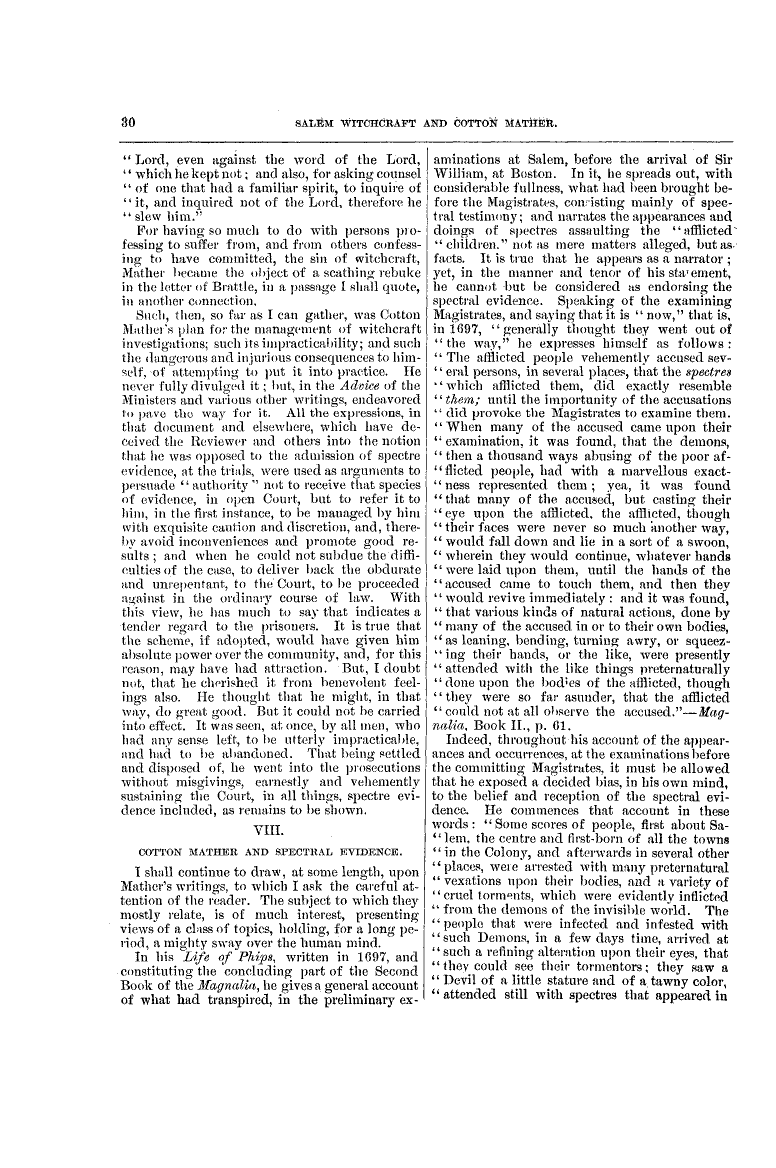 30
SALEM WITCHCRAFT AND COTTON MATHER.
“ Lord, even against the word of the Lord,
“ which he kept not ; and also, for asking counsel
“ of one that had a familiar spirit, to inquire of
“ it, and inquired not of the Lord, therefore he
“ slew him.”
For having so much to do with persons pro-
fessing to suffer from, and from others confess-
ing to have committed, the sin of witchcraft,
Mather became the object of a scathing rebuke
in the letter of Brattle, in a passage I shall quote,
in another connection.
Such, then, so far as I can gather, was Cotton
Mather's plan for the management of witchcraft
investigations; such its impracticability; and such
the dangerous and injurious consequences to him-
self, of attempting to put it into practice. He
never fully divulged it ; but, in the Advice of the
Ministers and various other writings, endeavored
to pave the way for it. All the expressions, in
that document and elsewhere, which have de-
ceived the Reviewer and others into the notion
that he was opposed to the admission of spectre
evidence, at the trials, were used as arguments to
persuade “ authority ” not to receive that species
of evidence, in open Court, but to refer it to
him, in the first instance, to be managed by him
with exquisite caution and discretion, and, there-
by avoid inconveniences and promote good re-
sults ; and when he could not subdue the diffi-
culties of the case, to deliver back the obdurate
and unrepentant, to the Court, to be proceeded
against in the ordinary course of law. With
this view, he has much to say that indicates a
tender regard to the prisoners. It is true that
the scheme, if adopted, would have given him
absolute power over the community, and, for this
reason, may have had attraction. But, I doubt
not, that he cherished it from benevolent feel-
ings also. He thought that he might, in that
way, do great good. But it could not be carried
into effect. It was seen, at once, by all men, who
had any sense left, to be utterly impracticable,
and had to be abandoned. That being settled
and disposed of, he went into the prosecutions
without misgivings, earnestly and vehemently
sustaining the Court, in all things, spectre evi-
dence included, as remains to be shown.
VIII.
COTTON MATHER AND SPECTRAL EVIDENCE.
I shall continue to draw, at some length, upon
Mather's writings, to which I ask the careful at-
tention of the reader. The subject to which they
mostly relate, is of much interest, presenting
views of a class of topics, holding, for a long pe-
riod, a mighty sway over the human mind.
In his Life of Phips, written in 1697, and
constituting the concluding part of the Second
Book of the Magnalia, he gives a general account
of what had transpired, in the preliminary ex-
aminations at Salem, before the arrival of Sir
William, at Boston. In it, he spreads out, with
considerable fullness, what had been brought be-
fore the Magistrates, consisting mainly of spec-
tral testimony; and narrates the appearances and
doings of spectres assaulting the “afflicted
“ children,” not as mere matters alleged, but as
facts. It is true that he appears as a narrator ;
yet, in the manner and tenor of his statement,
he cannot but be considered as endorsing the
spectral evidence. Speaking of the examining
Magistrates, and saying that it is “ now,” that is,
in 1697, “generally thought they went out of
“ the way,” he expresses himself as follows :
“ The afflicted people vehemently accused sev-
“ eral persons, in several places, that the spectres
“ which afflicted them, did exactly resemble
“ them; until the importunity of the accusations
“ did provoke the Magistrates to examine them.
“ When many of the accused came upon their
“ examination, it was found, that the demons,
“ then a thousand ways abusing of the poor af-
“ flicted people, had with a marvellous exact-
“ ness represented them ; yea, it was found
“ that many of the accused, but casting their
“ eye upon the afflicted, the afflicted, though
“ their faces were never so much another way,
“ would fall down and lie in a sort of a swoon,
“ wherein they would continue, whatever hands
“ were laid upon them, until the hands of the
“ accused came to touch them, and then they
“ would revive immediately : and it was found,
“ that various kinds of natural actions, done by
“ many of the accused in or to their own bodies,
“ as leaning, bending, turning awry, or squeez-
“ ing their hands, or the like, were presently
“ attended with the like things preternaturally
“ done upon the bodies of the afflicted, though
“ they were so far asunder, that the afflicted
“ could not at all observe the accused.”—Mag-
nalia, Book II., p. 61.
Indeed, throughout his account of the appear-
ances and occurrences, at the examinations before
the committing Magistrates, it must be allowed
that he exposed a decided bias, in his own mind,
to the belief and reception of the spectral evi-
dence. He commences that account in these
words : “ Some scores of people, first about Sa-
“ lem, the centre and first-born of all the towns
“ in the Colony, and afterwards in several other
“ places, were arrested with many preternatural
“ vexations upon their bodies, and a variety of
“ cruel torments, which were evidently inflicted
“ from the demons of the invisible world. The
“ people that were infected and infested with
“ such Demons, in a few days time, arrived at
“ such a refining alteration upon their eyes, that
“ they could see their tormentors ; they saw a
“ Devil of a little stature and of a tawny color,
“ attended still with spectres that appeared in